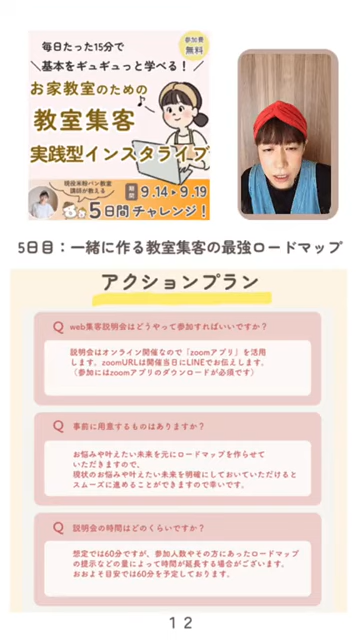 毎日たった15分で
参加費
無料
＼基本をギュギュっと学べる！／
お家教室のための
教室集客
実践型インスタライブ
現役米粉パン教室
講師が教える
期間
9.14▶9.19
5日間チャレンジ！
5日目：一緒に作る教室集客の最強ロードマップ
アクションプラン
Q web集客説明会はどうやって参加すればいいですか？
説明会はオンライン開催なので「zoomアプリ」を活用
します。zoomURLは開催当日にLINEでお伝えします。
（参加にはzoomアプリのダウンロードが必須です）
Q 事前に用意するものはありますか？
お悩みや叶えたい未来を元にロードマップを作らせて
いただきますので、
現状のお悩みや叶えたい未来を明確にしておいていただけると
スムーズに進めることができますので幸いです。
Q 説明会の時間はどのくらいですか？
想定では60分ですが、参加人数やその方にあったロードマップ
の提示などの量によって時間が延長する場合がございます。
おおよそ目安では60分を予定しております。
12